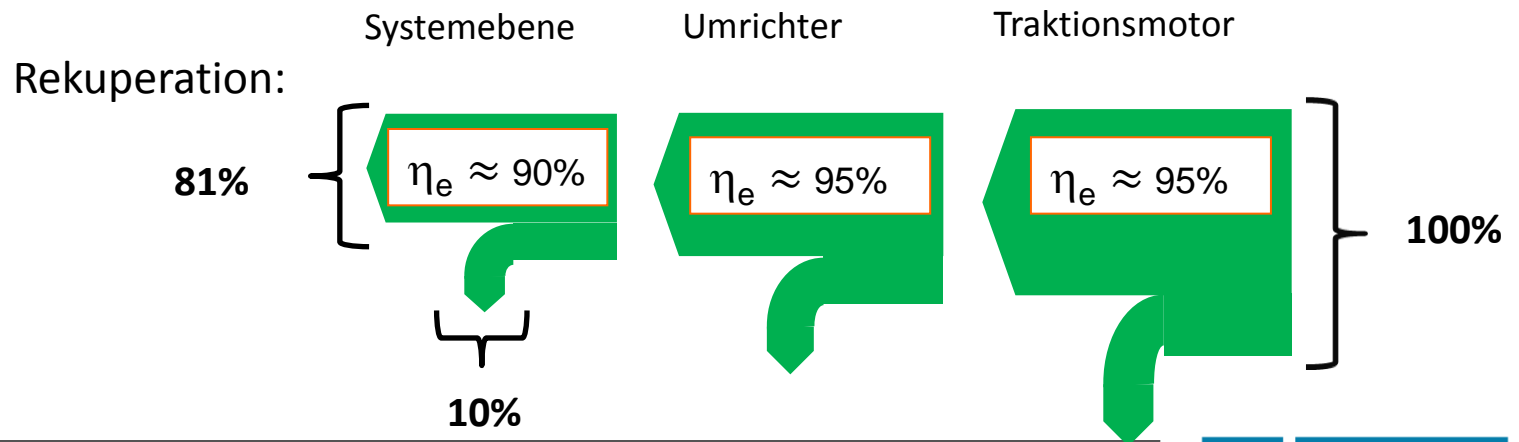 Systemebene Umrichter Traktionsmotor
Rekuperation:
81% ηe ≈ 90% ηe ≈ 95% ηe ≈ 95% 100%
10%